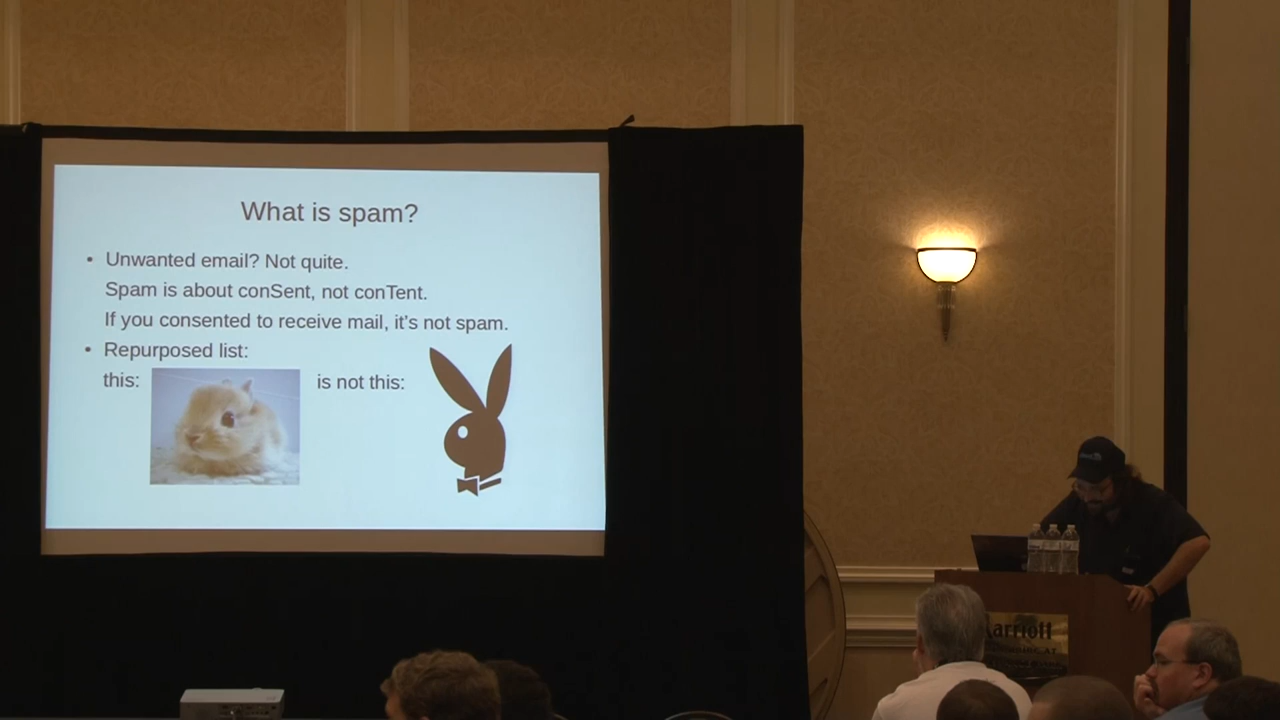 What is spam?
• Unwanted email? Not quite.
Spam is about conSent, not conTent.
If you consented to receive mail, it's not spam.
• Repurposed list:
this: is not this:
arriott